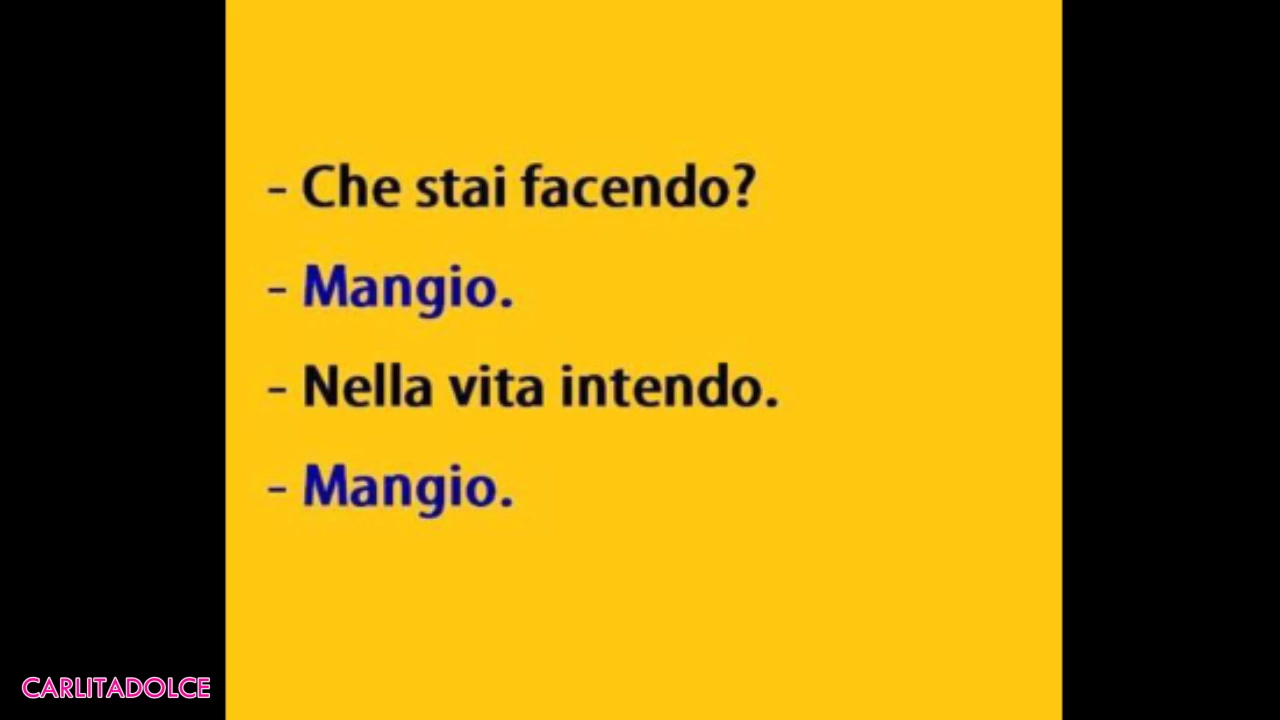 - Che stai facendo?
- Mangio.
- Nella vita intendo.
- Mangio.
CARLITADOLCE